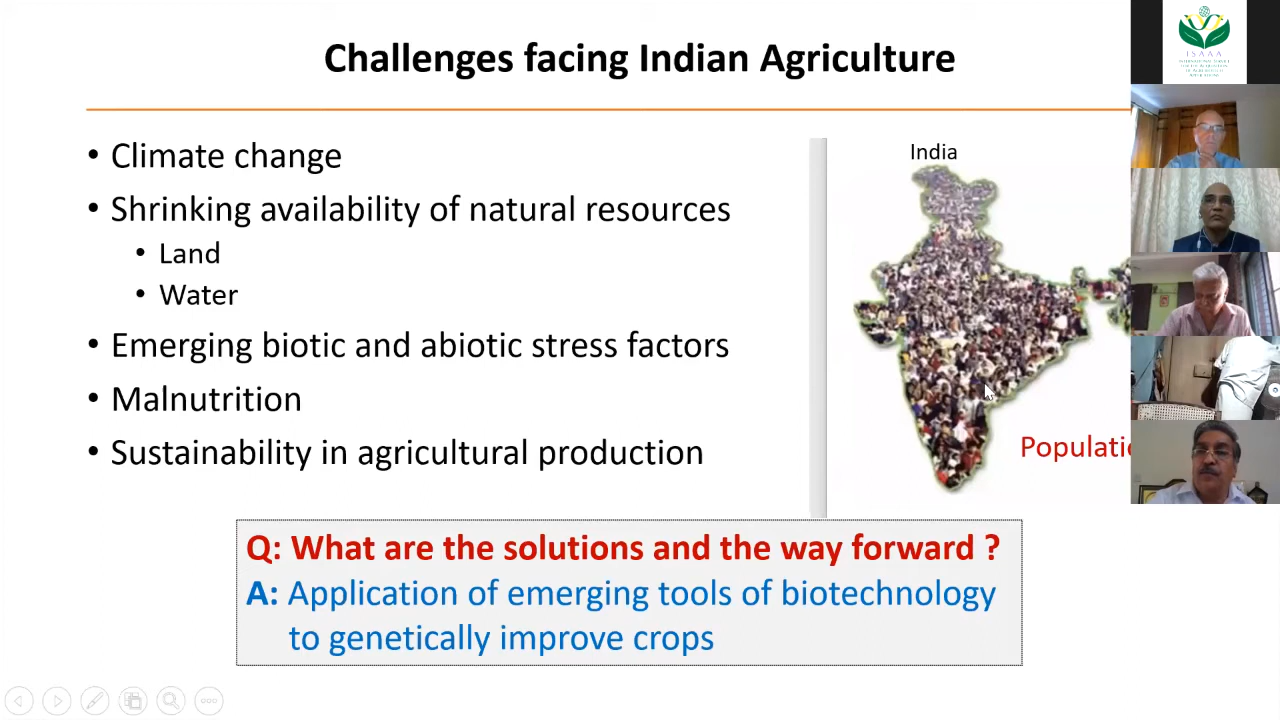 Challenges facing Indian Agriculture
• Climate change
• Shrinking availability of natural resources
• Land
• Water
• Emerging biotic and abiotic stress factors
• Malnutrition
• Sustainability in agricultural production
India
Populatio
Q: What are the solutions and the way forward ?
A: Application of emerging tools of biotechnology
to genetically improve crops
ISAAA